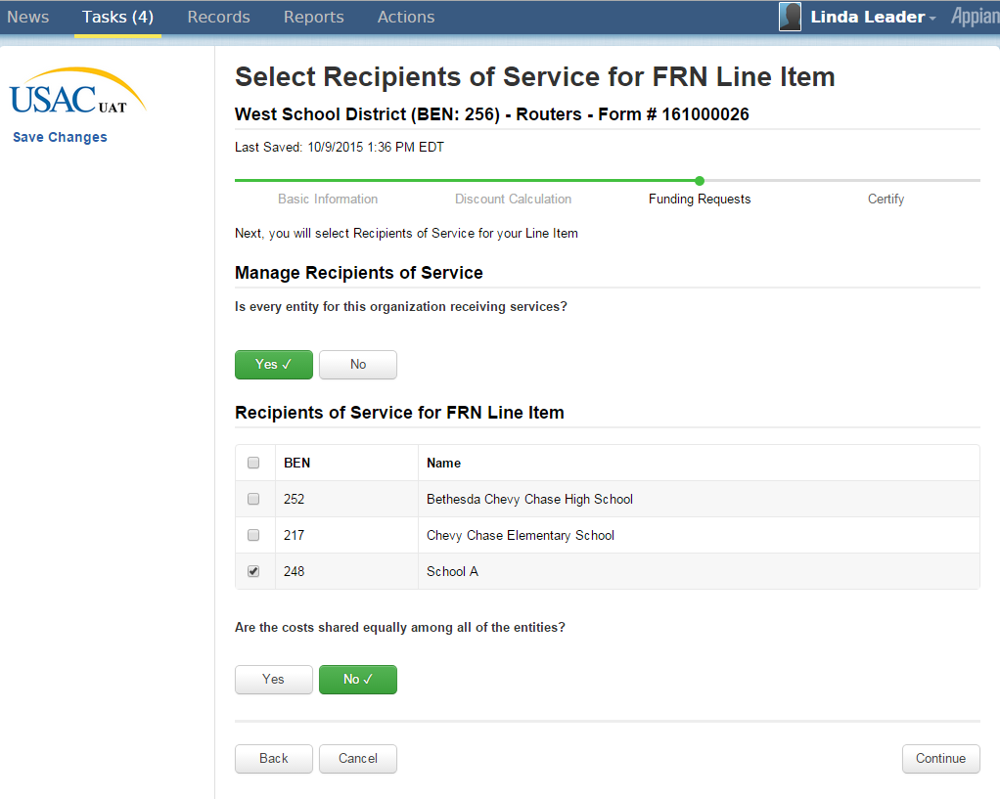 News Tasks (4) Records Reports Actions Linda Leader Appian
USAC UAT
Save Changes
Select Recipients of Service for FRN Line Item
West School District (BEN: 256) - Routers - Form # 161000026
Last Saved: 10/9/2015 1:36 PM EDT
Basic Information Discount Calculation Funding Requests Certify
Next, you will select Recipients of Service for your Line Item
Manage Recipients of Service
Is every entity for this organization receiving services?
Yes ✓ No
Recipients of Service for FRN Line Item
BEN Name
252 Bethesda Chevy Chase High School
217 Chevy Chase Elementary School
248 School A
Are the costs shared equally among all of the entities?
Yes No ✓
Back Cancel Continue